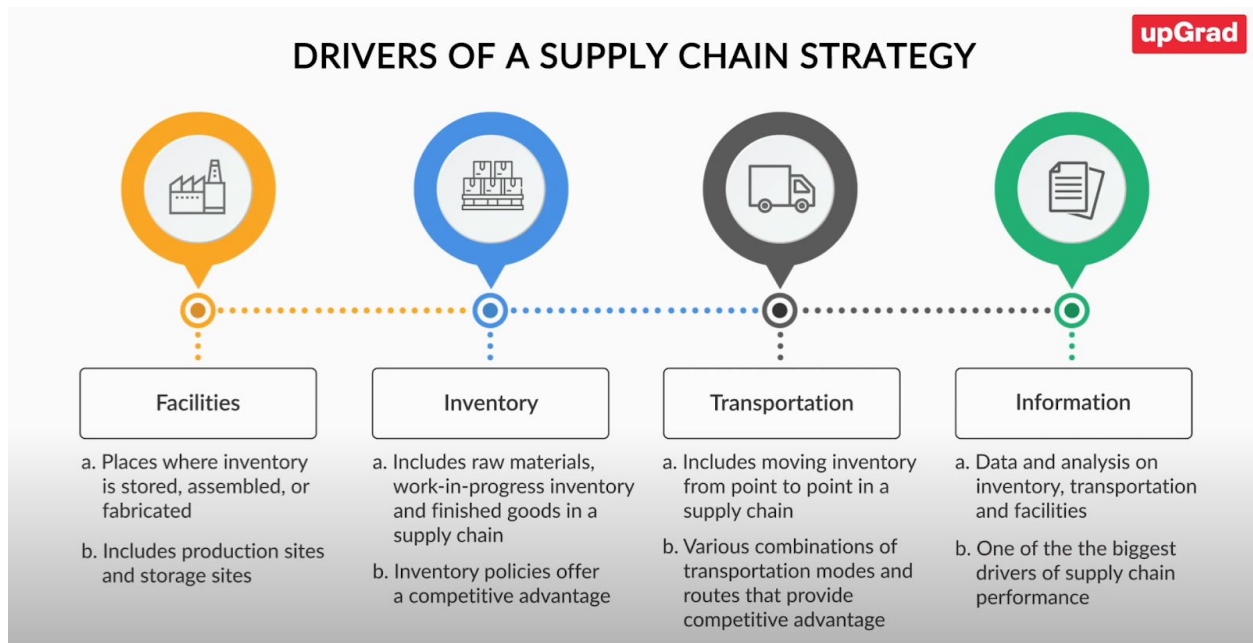 upGrad
DRIVERS OF A SUPPLY CHAIN STRATEGY
Facilities
a. Places where inventory
is stored, assembled, or
fabricated
b. Includes production sites
and storage sites
Inventory
a. Includes raw materials,
work-in-progress inventory
and finished goods in a
supply chain
b. Inventory policies offer
a competitive advantage
Transportation
a. Includes moving inventory
from point to point in a
supply chain
b. Various combinations of
transportation modes and
routes that provide
competitive advantage
Information
a. Data and analysis on
inventory, transportation
and facilities
b. One of the the biggest
drivers of supply chain
performance